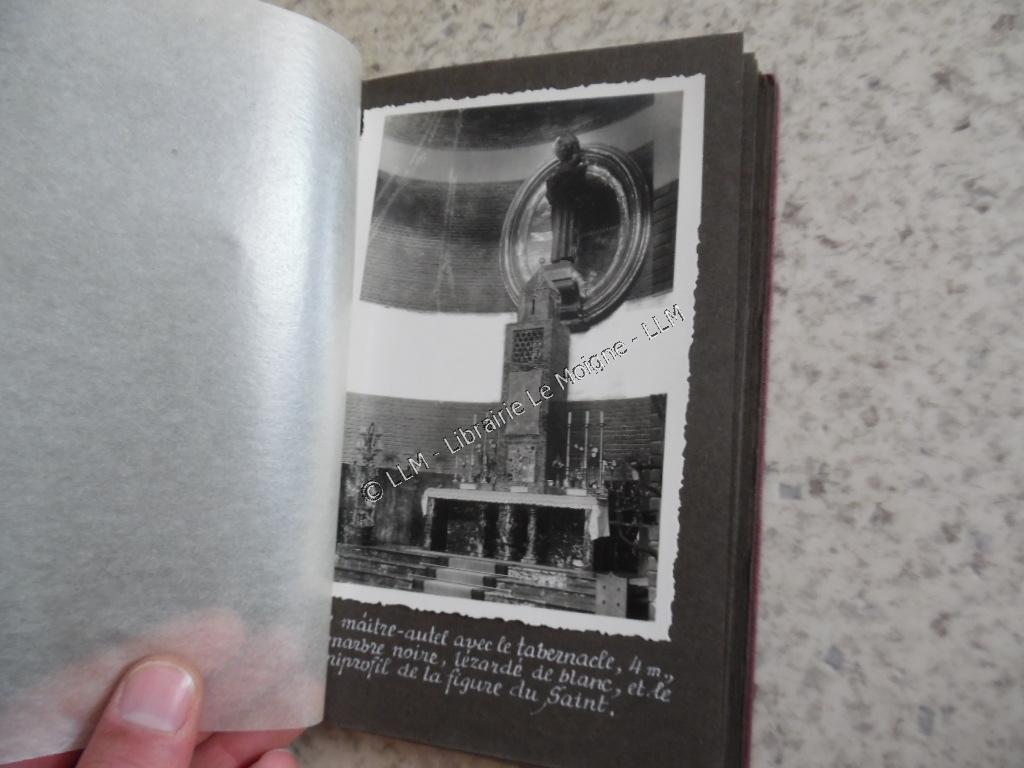 © LLM - Librairie Le Moigne - LLM
maître-autel avec le tabernacle, 4 m.,
marbre noire, lézardé de blanc, et le
profil de la figure du Saint.